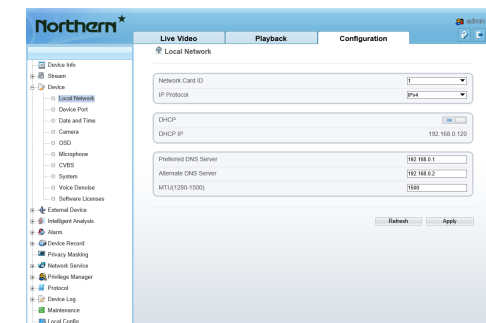 Northern*
admin
Live Video
Playback
Configuration
Local Network
Device Info
Stream
Device
Local Network
Device Port
Date and Time
Camera
OSD
Microphone
CVBS
System
Voice Denoise
Software Licenses
External Device
Intelligent Analysis
Alarm
Device Record
Privacy Masking
Network Service
Privilege Manager
Protocol
Device Log
Maintenance
Local Config
Network Card ID 1
IP Protocol IPv4
DHCP ON
DHCP IP 192.168.0.120
Preferred DNS Server 192.168.0.1
Alternate DNS Server 192.168.0.2
MTU(1280-1500) 1500
Refresh Apply